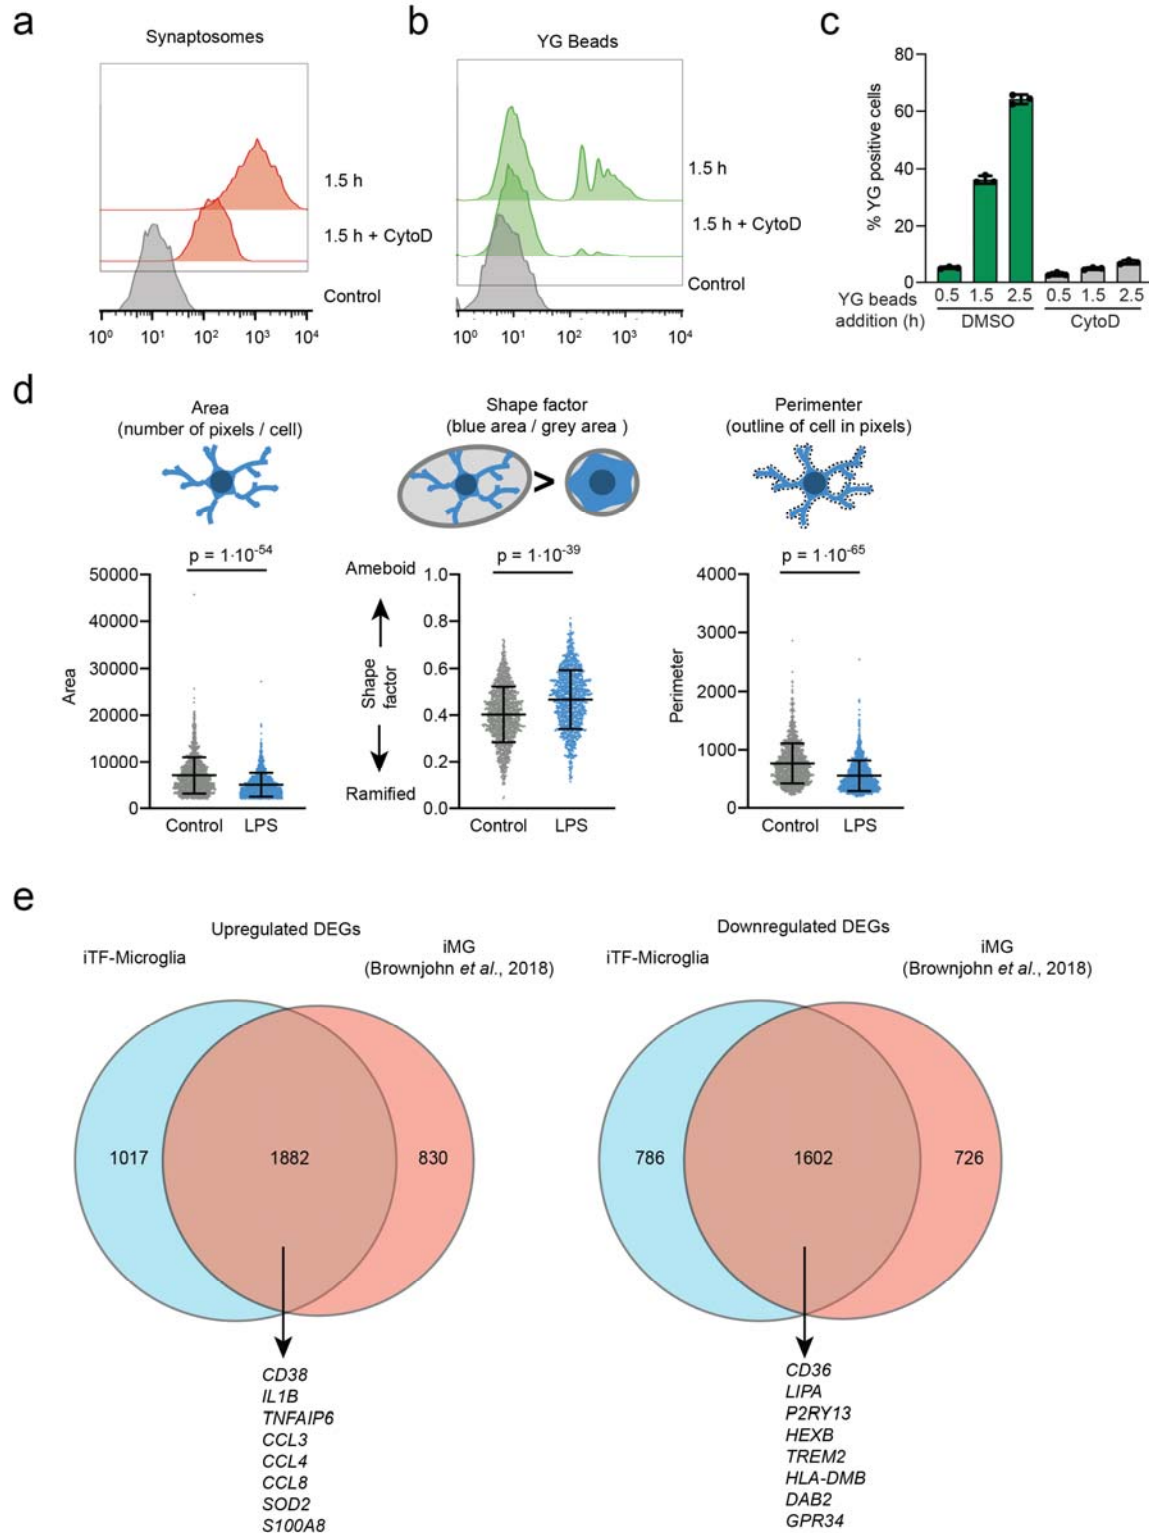 a
Synaptosomes
1.5 h
1.5 h + CytoD
Control
10⁰ 10¹ 10² 10³ 10⁴
b
YG Beads
1.5 h
1.5 h + CytoD
Control
10⁰ 10¹ 10² 10³ 10⁴
c
% YG positive cells
80
60
40
20
0
YG beads
addition (h)
0.5 1.5 2.5 0.5 1.5 2.5
DMSO CytoD
d
Area
(number of pixels / cell)
p = 1·10⁻⁵⁴
Area
50000
40000
30000
20000
10000
0
Control LPS
Shape factor
(blue area / grey area )
>
p = 1·10⁻³⁹
Ameboid
Shape
factor
Ramified
1.0
0.8
0.6
0.4
0.2
0.0
Control LPS
Perimenter
(outline of cell in pixels)
p = 1·10⁻⁶⁵
Perimeter
4000
3000
2000
1000
0
Control LPS
e
Upregulated DEGs
iTF-Microglia
iMG
(Brownjohn et al., 2018)
1017 1882 830
CD38
IL1B
TNFAIP6
CCL3
CCL4
CCL8
SOD2
S100A8
Downregulated DEGs
iTF-Microglia
iMG
(Brownjohn et al., 2018)
786 1602 726
CD36
LIPA
P2RY13
HEXB
TREM2
HLA-DMB
DAB2
GPR34